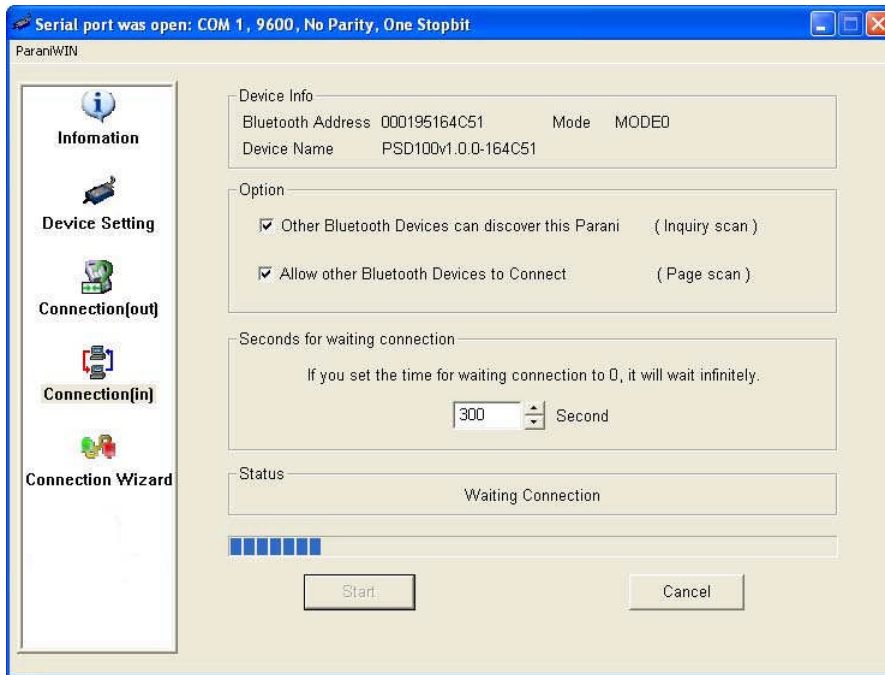 Serial port was open: COM 1, 9600, No Parity, One Stopbit
ParaniWIN
Infomation
Device Setting
Connection(out)
Connection(in)
Connection Wizard
Device Info
Bluetooth Address 000195164C51 Mode MODE0
Device Name PSD100v1.0.0-164C51
Option
Other Bluetooth Devices can discover this Parani ( Inquiry scan )
Allow other Bluetooth Devices to Connect ( Page scan )
Seconds for waiting connection
If you set the time for waiting connection to 0, it will wait infinitely.
300 Second
Status
Waiting Connection
Start Cancel